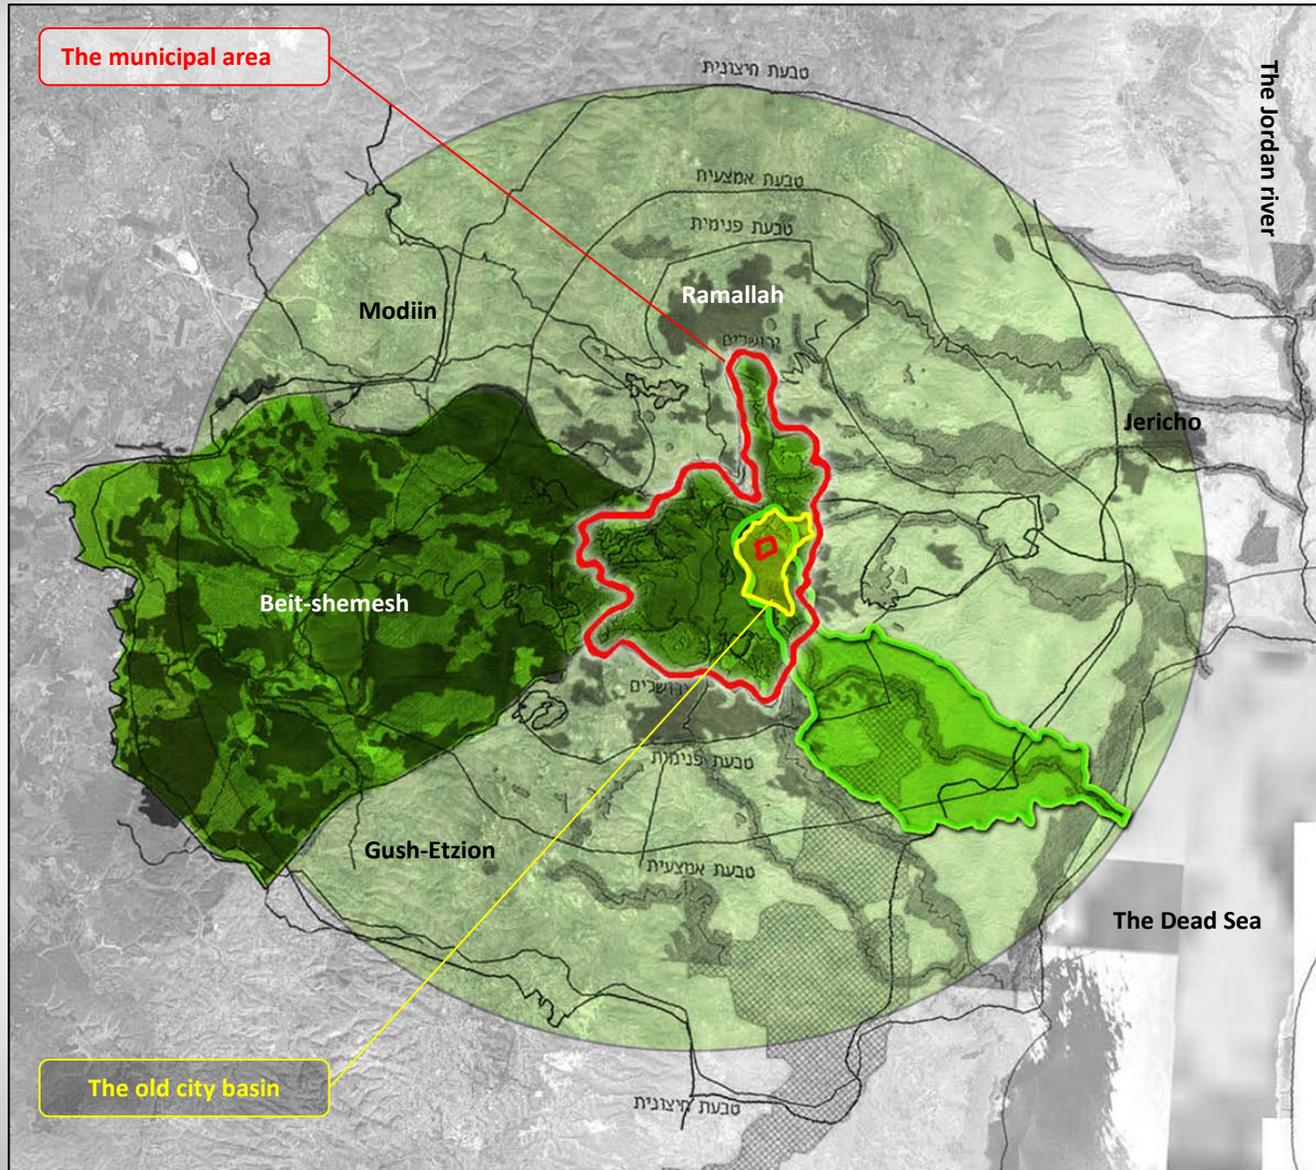 The municipal area
טבעת חיצונית
The Jordan river
טבעת אמצעית
טבעת פנימית
Ramallah
Modiin
ירושלים
Jericho
Beit-shemesh
ירושלים
טבעת פנימית
Gush-Etzion
טבעת אמצעית
The Dead Sea
The old city basin
טבעת חיצונית